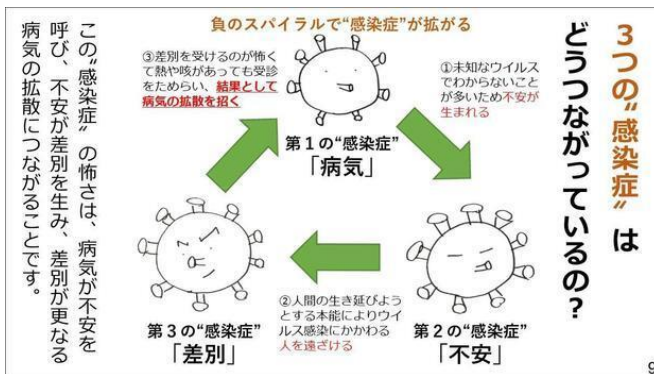 3つの“感染症”は
どうつながっているの?
負のスパイラルで“感染症”が拡がる
①未知なウイルス
でわからないこと
が多いため不安が
生まれる
第1の“感染症”
「病気」
第2の“感染症”
「不安」
②人間の生き延びよう
とする本能によりウイ
ルス感染にかかわる
人を遠ざける
第3の“感染症”
「差別」
③差別を受けるのが怖く
て熱や咳があっても受診
をためらい、結果として
病気の拡散を招く
この“感染症”の怖さは、病気が不安を
呼び、不安が差別を生み、差別が更なる
病気の拡散につながることです。
9